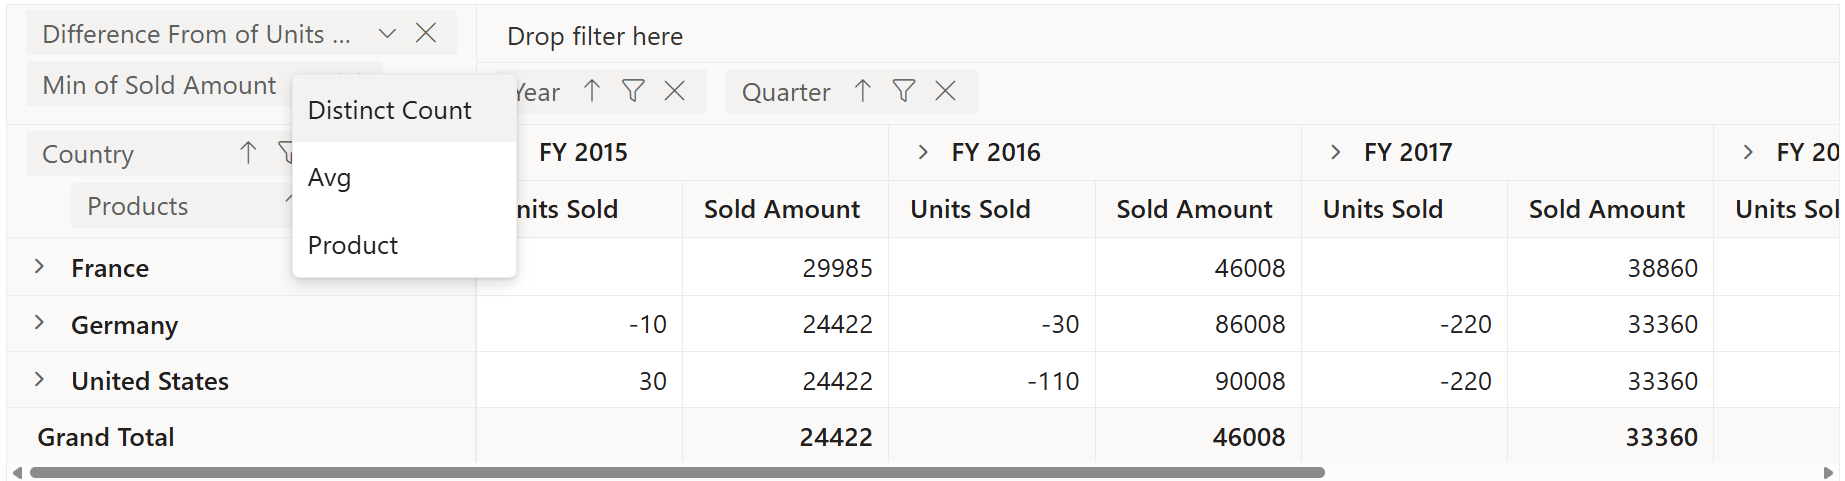 Difference From of Units ...
Drop filter here
Min of Sold Amount
Year Quarter
Distinct Count
Avg
Product
Country
Products
FY 2015 FY 2016 FY 2017 FY 20
nits Sold Sold Amount Units Sold Sold Amount Units Sold Sold Amount Units Sol
France 29985 46008 38860
Germany -10 24422 -30 86008 -220 33360
United States 30 24422 -110 90008 -220 33360
Grand Total 24422 46008 33360